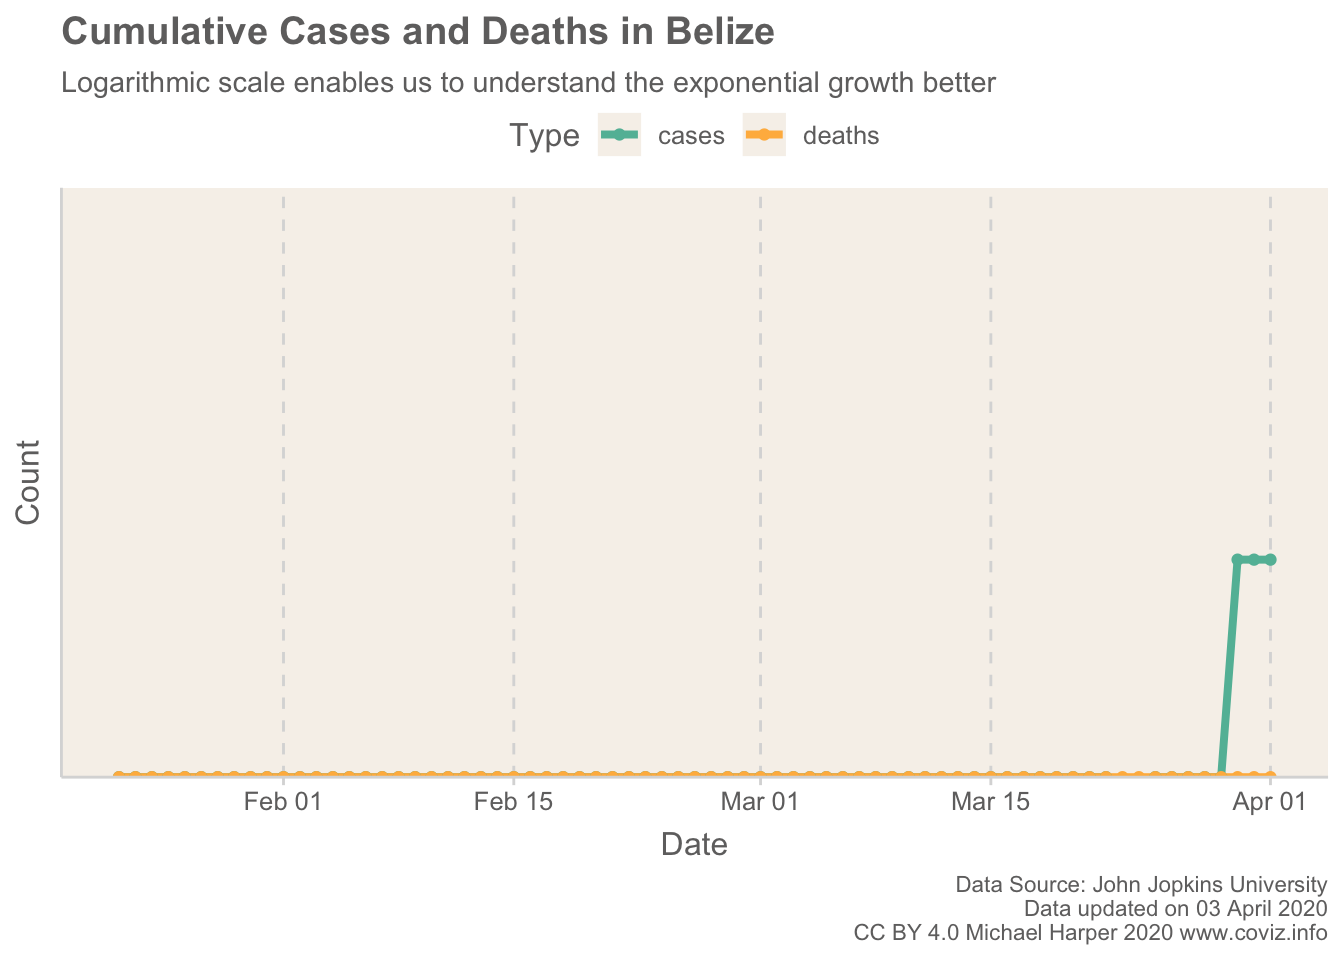 Cumulative Cases and Deaths in Belize
Logarithmic scale enables us to understand the exponential growth better
Type cases deaths
Count
Feb 01 Feb 15 Mar 01 Mar 15 Apr 01
Date
Data Source: John Jopkins University
Data updated on 03 April 2020
CC BY 4.0 Michael Harper 2020 www.coviz.info